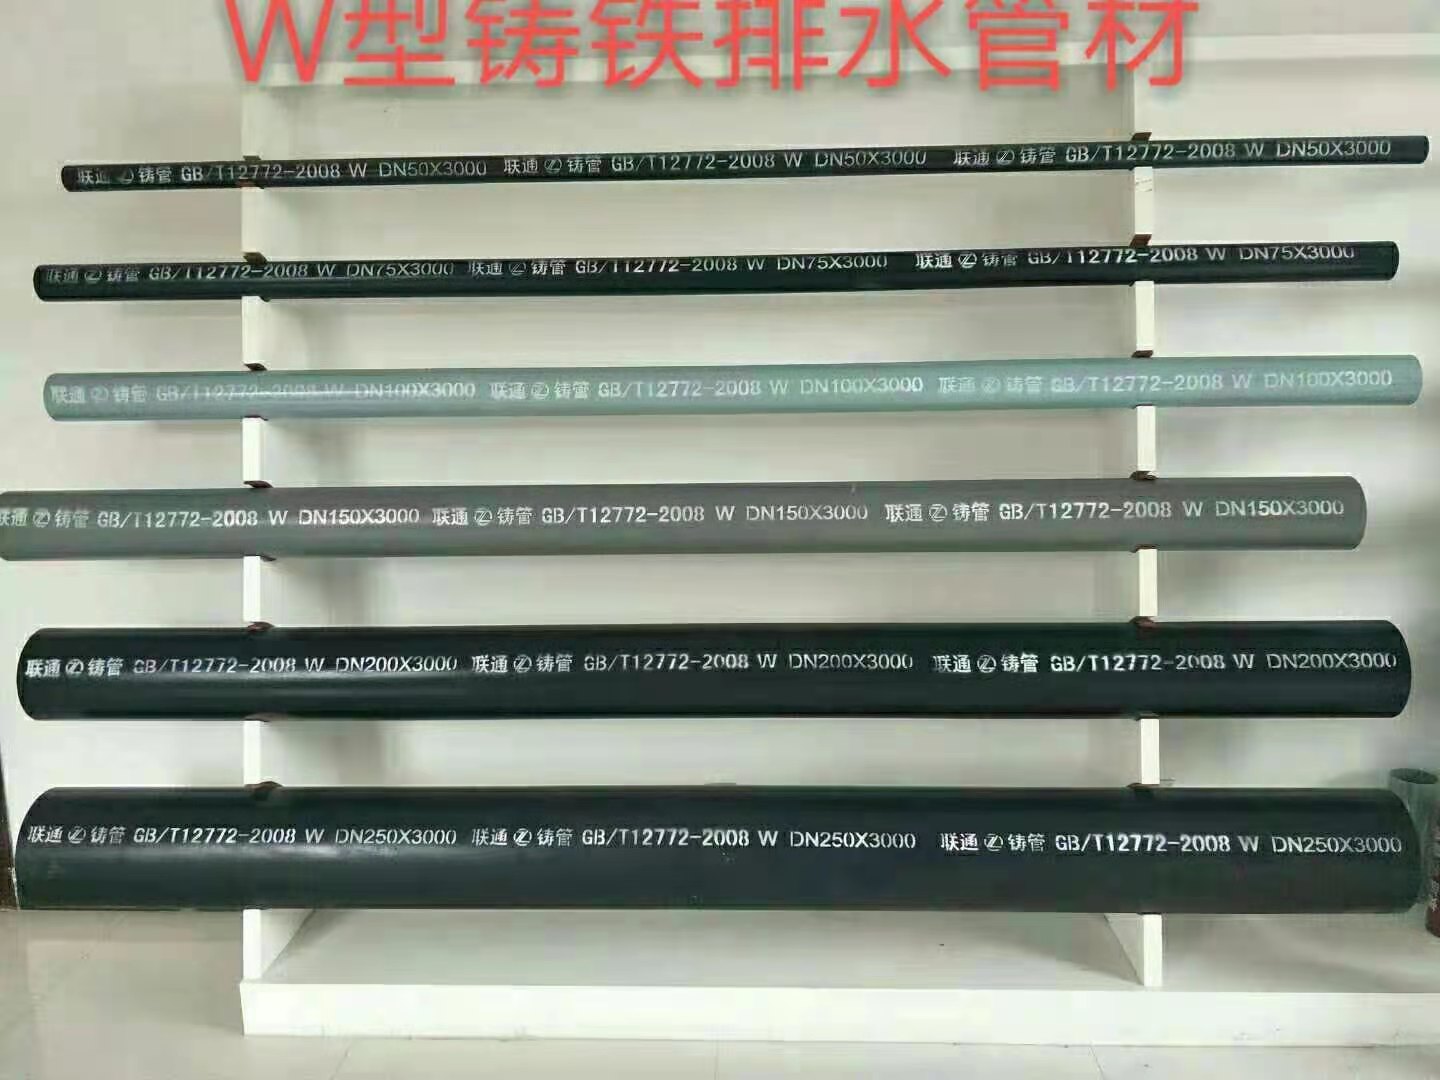 W型铸铁排水管材
联通 Ⓩ 铸管 GB/T12772-2008 W DN50X3000 联通 Ⓩ 铸管 GB/T12772-2008 W DN50X3000 联通 Ⓩ 铸管 GB/T12772-2008 W DN50X3000
联通 Ⓩ 铸管 GB/T12772-2008 W DN75X3000 联通 Ⓩ 铸管 GB/T12772-2008 W DN75X3000 联通 Ⓩ 铸管 GB/T12772-2008 W DN75X3000
联通 Ⓩ 铸管 GB/T12772-2008 W DN100X3000 联通 Ⓩ 铸管 GB/T12772-2008 W DN100X3000 联通 Ⓩ 铸管 GB/T12772-2008 W DN100X3000
联通 Ⓩ 铸管 GB/T12772-2008 W DN150X3000 联通 Ⓩ 铸管 GB/T12772-2008 W DN150X3000 联通 Ⓩ 铸管 GB/T12772-2008 W DN150X3000
联通 Ⓩ 铸管 GB/T12772-2008 W DN200X3000 联通 Ⓩ 铸管 GB/T12772-2008 W DN200X3000 联通 Ⓩ 铸管 GB/T12772-2008 W DN200X3000
联通 Ⓩ 铸管 GB/T12772-2008 W DN250X3000 联通 Ⓩ 铸管 GB/T12772-2008 W DN250X3000 联通 Ⓩ 铸管 GB/T12772-2008 W DN250X3000